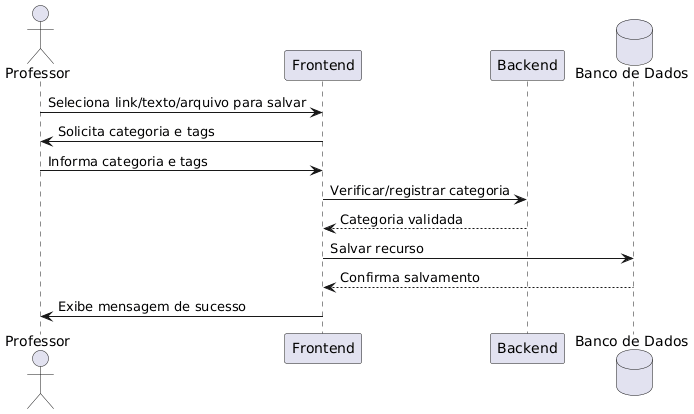 Professor
Frontend
Backend
Banco de Dados
Seleciona link/texto/arquivo para salvar
Solicita categoria e tags
Informa categoria e tags
Verificar/registrar categoria
Categoria validada
Salvar recurso
Confirma salvamento
Exibe mensagem de sucesso
Professor
Frontend
Backend
Banco de Dados